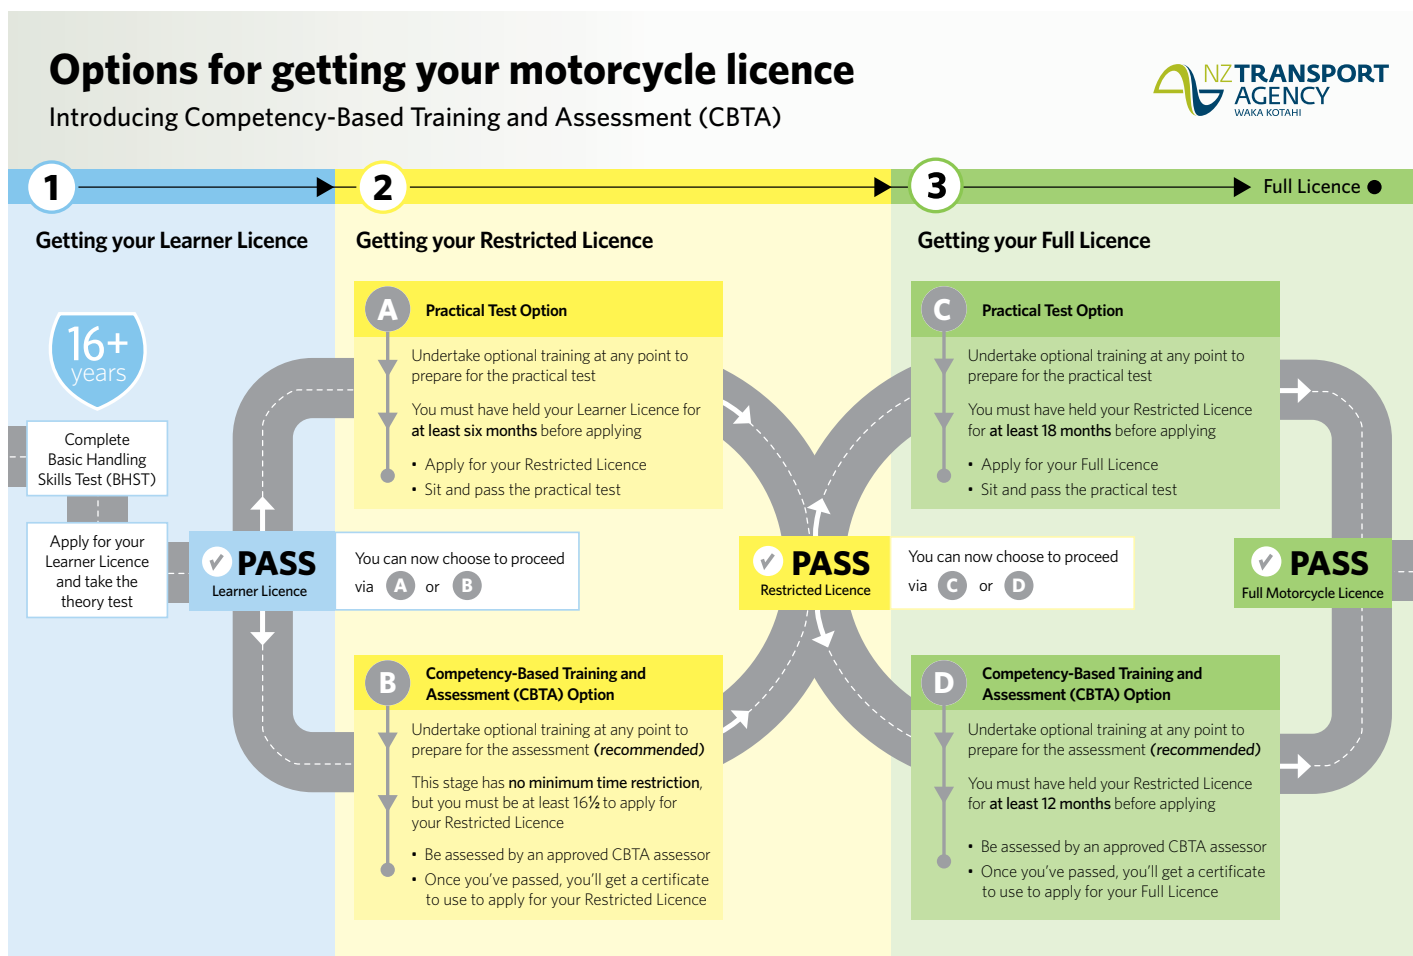 Options for getting your motorcycle licence
Introducing Competency-Based Training and Assessment (CBTA)
NZTRANSPORT
AGENCY
WAKA KOTAHI
1
2
3
Full Licence
Getting your Learner Licence
16+
years
Complete
Basic Handling
Skills Test (BHST)
Apply for your
Learner Licence
and take the
theory test
PASS
Learner Licence
You can now choose to proceed
via A or B
Getting your Restricted Licence
A
Practical Test Option
Undertake optional training at any point to
prepare for the practical test
You must have held your Learner Licence for
at least six months before applying
• Apply for your Restricted Licence
• Sit and pass the practical test
B
Competency-Based Training and
Assessment (CBTA) Option
Undertake optional training at any point to
prepare for the assessment (recommended)
This stage has no minimum time restriction,
but you must be at least 16½ to apply for
your Restricted Licence
• Be assessed by an approved CBTA assessor
• Once you've passed, you'll get a certificate
to use to apply for your Restricted Licence
PASS
Restricted Licence
You can now choose to proceed
via C or D
Getting your Full Licence
C
Practical Test Option
Undertake optional training at any point to
prepare for the practical test
You must have held your Restricted Licence
for at least 18 months before applying
• Apply for your Full Licence
• Sit and pass the practical test
D
Competency-Based Training and
Assessment (CBTA) Option
Undertake optional training at any point to
prepare for the assessment (recommended)
You must have held your Restricted Licence
for at least 12 months before applying
• Be assessed by an approved CBTA assessor
• Once you've passed, you'll get a certificate
to use to apply for your Full Licence
PASS
Full Motorcycle Licence